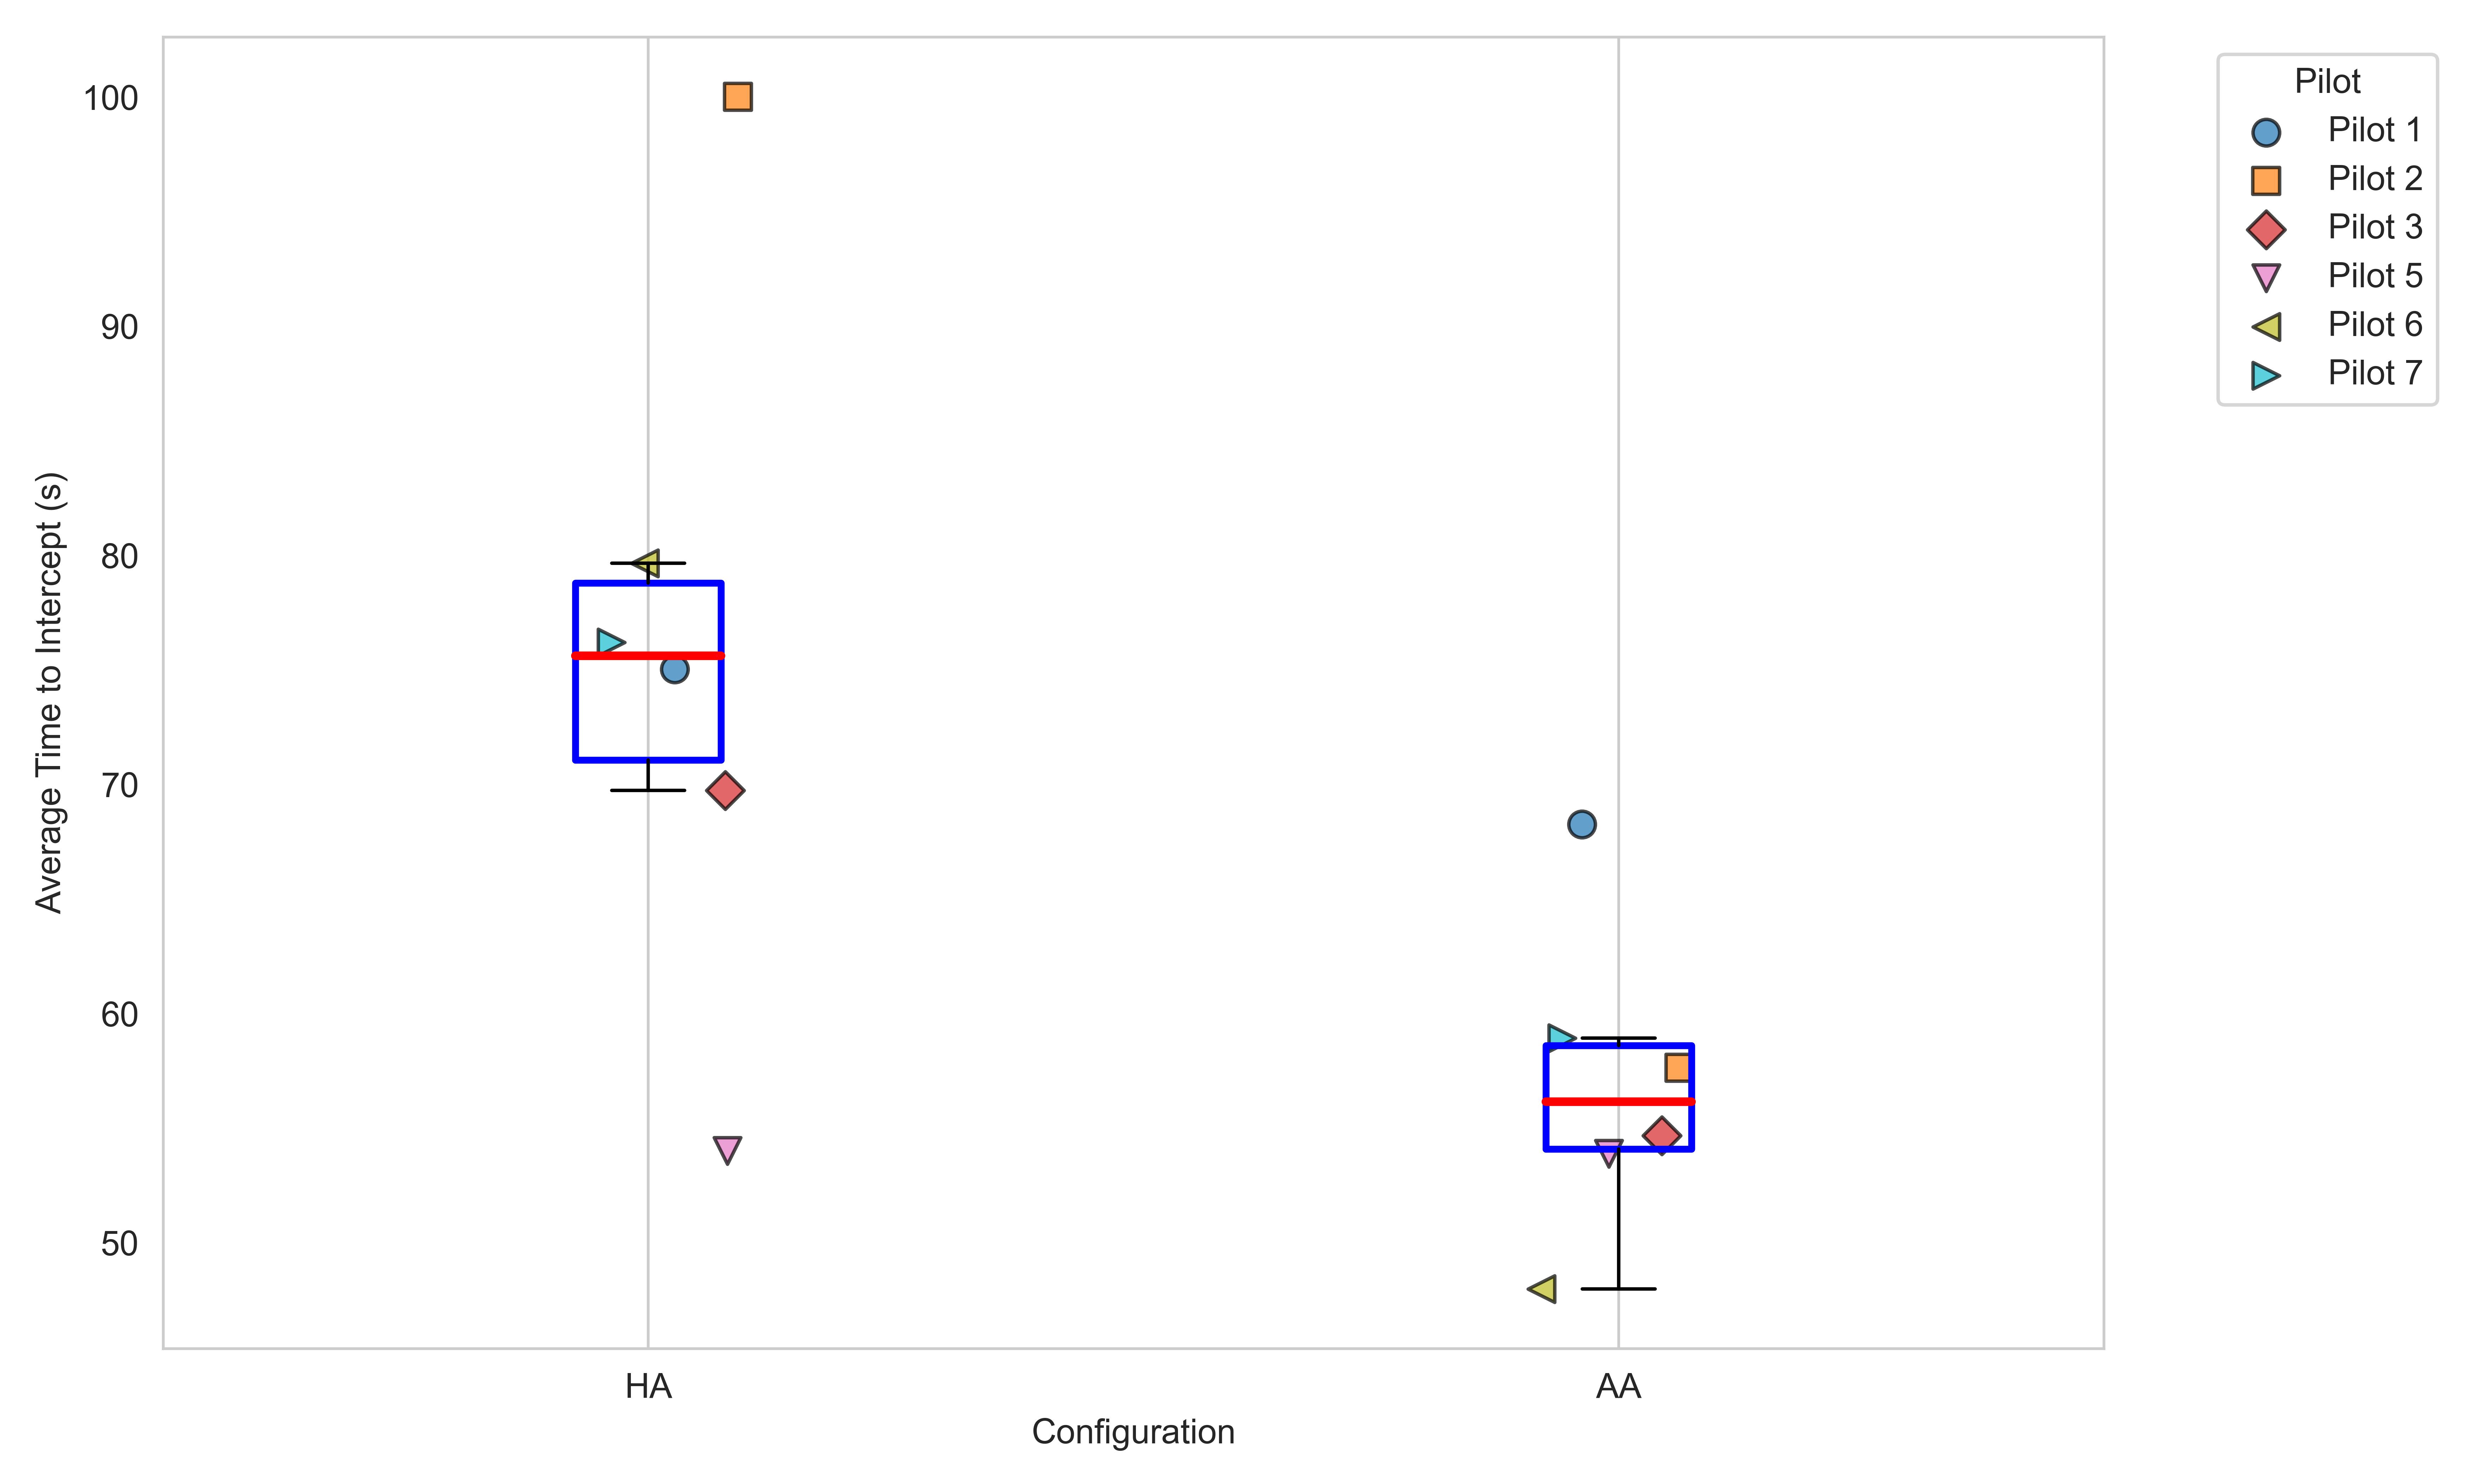 100
90
80
70
60
50
Average Time to Intercept (s)
HA
AA
Configuration
Pilot
Pilot 1
Pilot 2
Pilot 3
Pilot 5
Pilot 6
Pilot 7